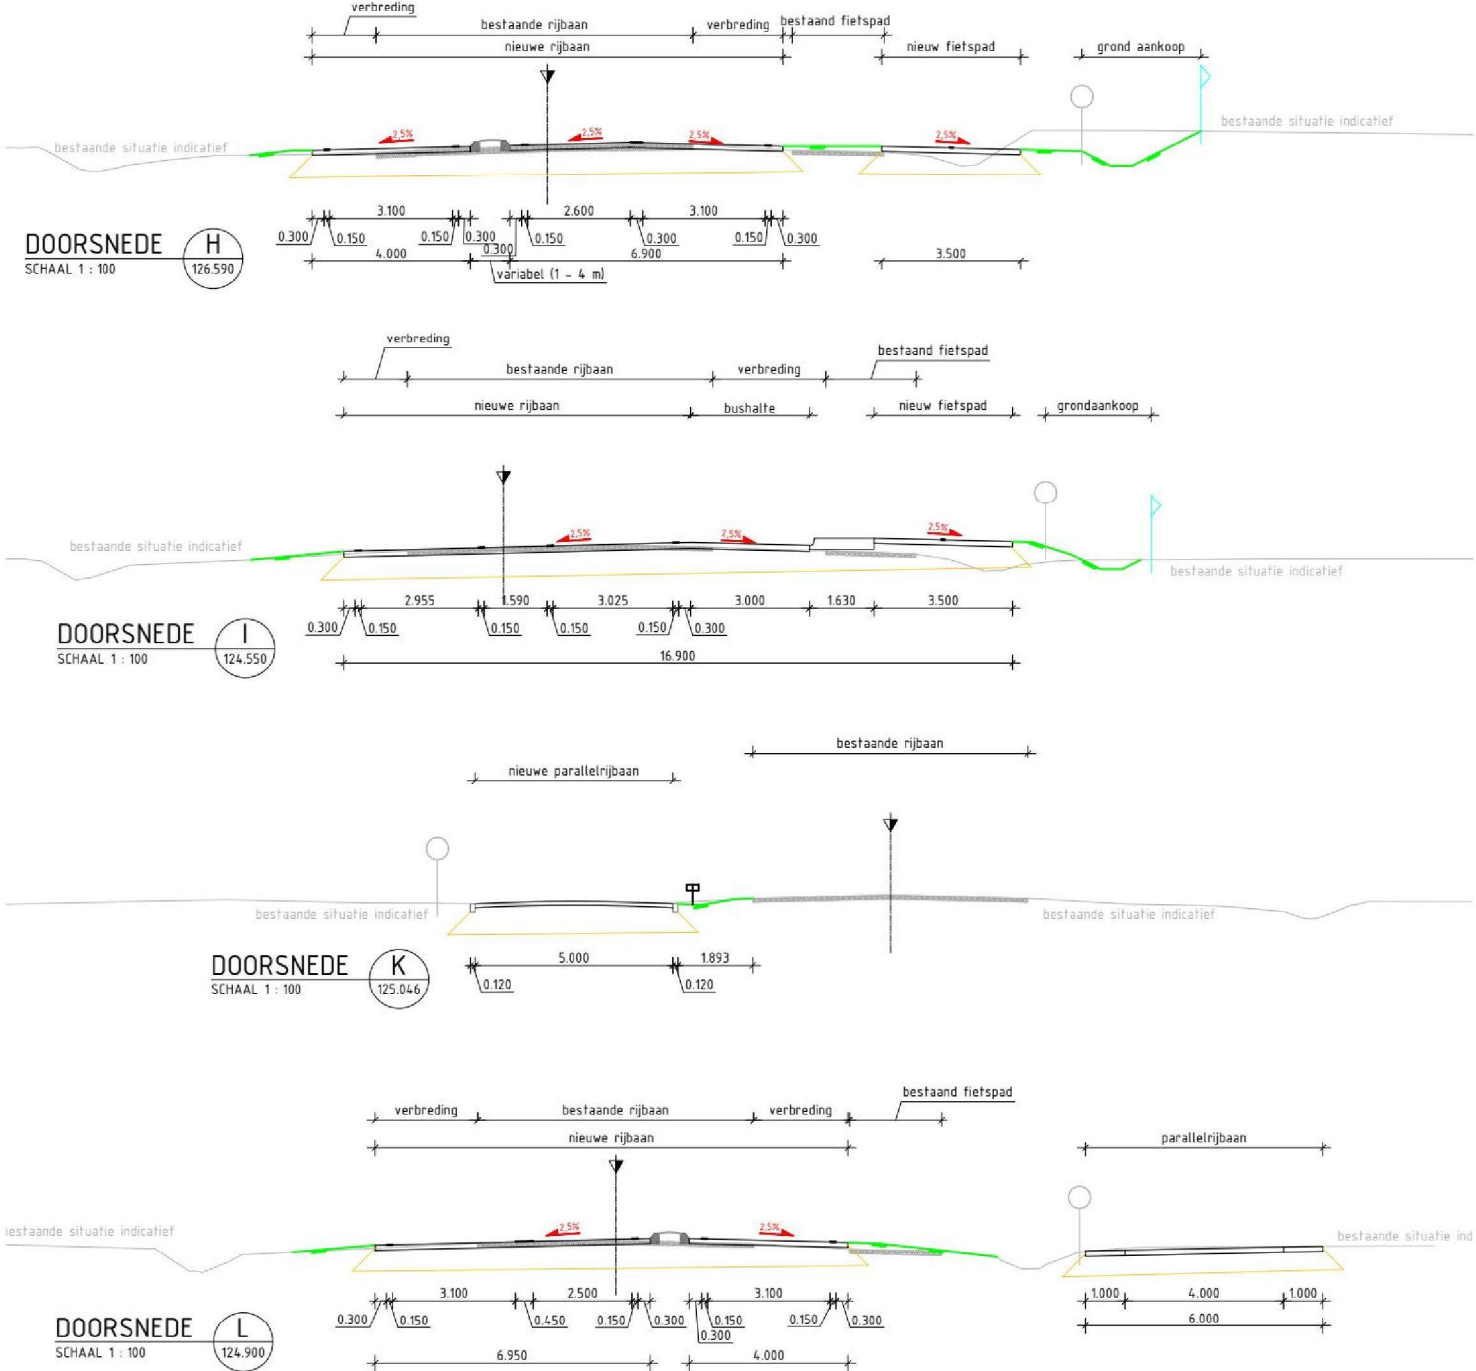 verbreding
bestaande rijbaan
verbreding
bestaand fietspad
nieuwe rijbaan
nieuw fietspad
grond aankoop
bestaande situatie indicatief
2,5%
2,5%
2,5%
2,5%
bestaande situatie indicatief
3.100
2.600
3.100
0.300
0.150
0.150
0.300
0.300
0.150
0.300
0.150
0.300
4.000
6.900
3.500
variabel (1 - 4 m)
DOORSNEDE
H
SCHAAL 1 : 100
126.590
verbreding
bestaand fietspad
bestaande rijbaan
verbreding
nieuwe rijbaan
bushalte
nieuw fietspad
grondaankoop
bestaande situatie indicatief
2,5%
2,5%
2,5%
bestaande situatie indicatief
2.955
1.590
3.025
3.000
1.630
3.500
0.300
0.150
0.150
0.150
0.150
0.300
16.900
DOORSNEDE
I
SCHAAL 1 : 100
124.550
bestaande rijbaan
nieuwe parallelrijbaan
bestaande situatie indicatief
bestaande situatie indicatief
5.000
1.893
0.120
0.120
DOORSNEDE
K
SCHAAL 1 : 100
125.046
bestaand fietspad
verbreding
bestaande rijbaan
verbreding
nieuwe rijbaan
parallelrijbaan
estaande situatie indicatief
2,5%
2,5%
bestaande situatie ind
3.100
2.500
3.100
1.000
4.000
1.000
0.300
0.150
0.450
0.150
0.300
0.150
0.300
0.150
0.300
6.000
6.950
4.000
DOORSNEDE
L
SCHAAL 1 : 100
124.900